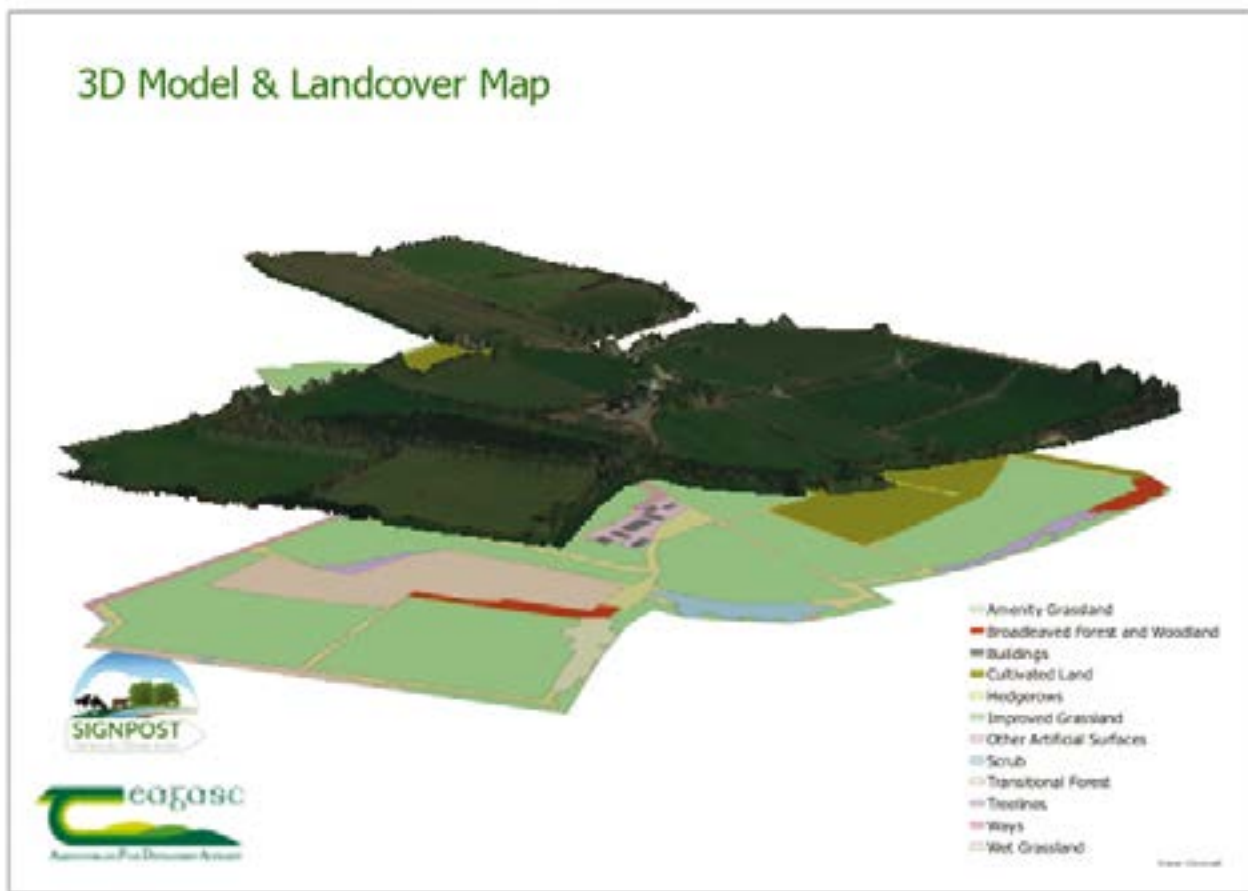 3D Model & Landcover Map
Amenity Grassland
Broadleaved Forest and Woodland
Buildings
Cultivated Land
Hedgerows
Improved Grassland
Other Artificial Surfaces
Scrub
Transitional Forest
Treelines
Ways
Wet Grassland
SIGNPOST
eagasc